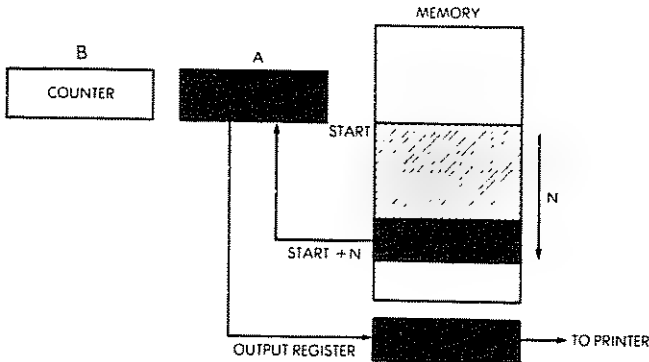 MEMORY
B
A
COUNTER
START
N
START +N
OUTPUT REGISTER
TO PRINTER